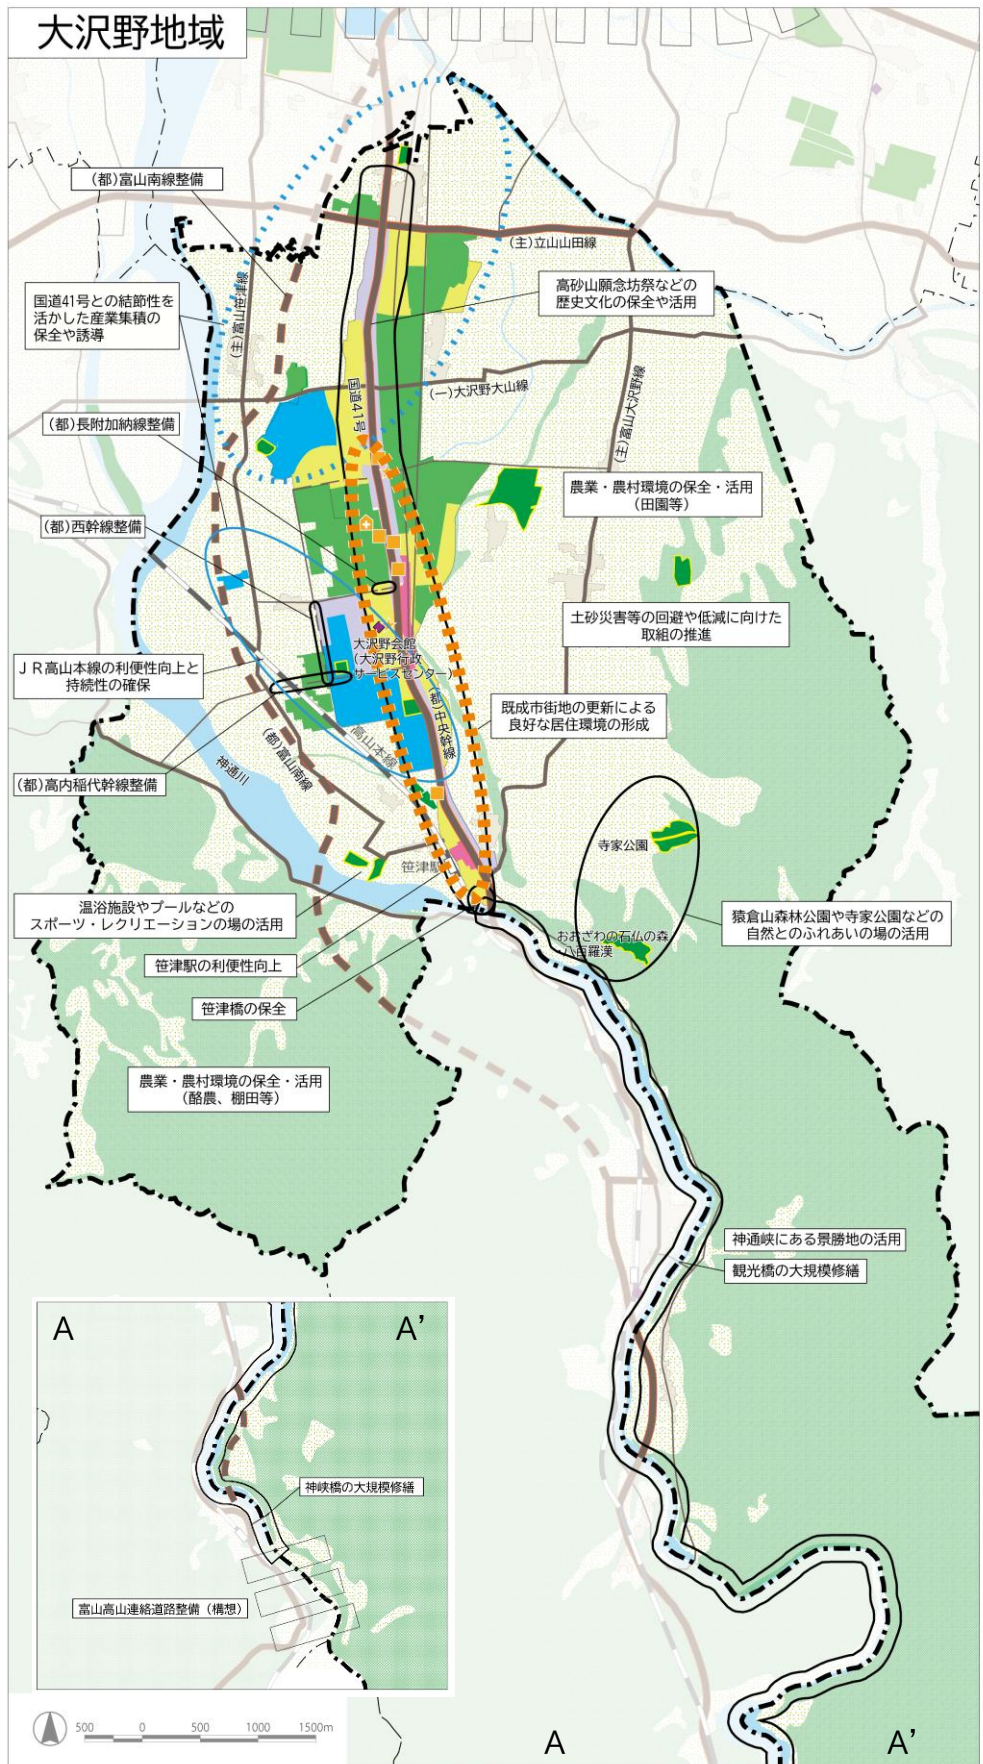 大沢野地域
(都)富山南線整備
(主)立山山田線
高砂山願念坊祭などの
歴史文化の保全や活用
国道41号との結節性を
活かした産業集積の
保全や誘導
(主)富山笹津線
(一)大沢野大山線
国道41号
(主)富山大沢野線
(都)長附加納線整備
農業・農村環境の保全・活用
(田園等)
(都)西幹線整備
土砂災害等の回避や低減に向けた
取組の推進
大沢野会館
(大沢野行政
サービスセンター)
JR高山本線の利便性向上と
持続性の確保
既成市街地の更新による
良好な居住環境の形成
(都)中央幹線
高山本線
(都)富山南線
神通川
(都)高内稲代幹線整備
寺家公園
笹津駅
温浴施設やプールなどの
スポーツ・レクリエーションの場の活用
猿倉山森林公園や寺家公園などの
自然とのふれあいの場の活用
おおざわの石仏の森
・八百羅漢
笹津駅の利便性向上
笹津橋の保全
農業・農村環境の保全・活用
(酪農、棚田等)
神通峡にある景勝地の活用
観光橋の大規模修繕
A
A’
神峡橋の大規模修繕
富山高山連絡道路整備(構想)
500 0 500 1000 1500m
A
A’